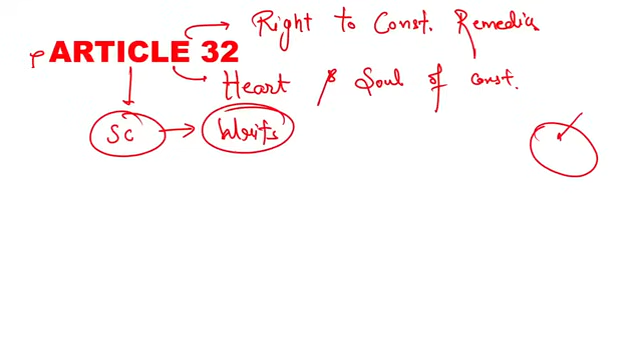 Right to Const. Remedies
ARTICLE 32
Heart & Soul of Const.
SC → Writs